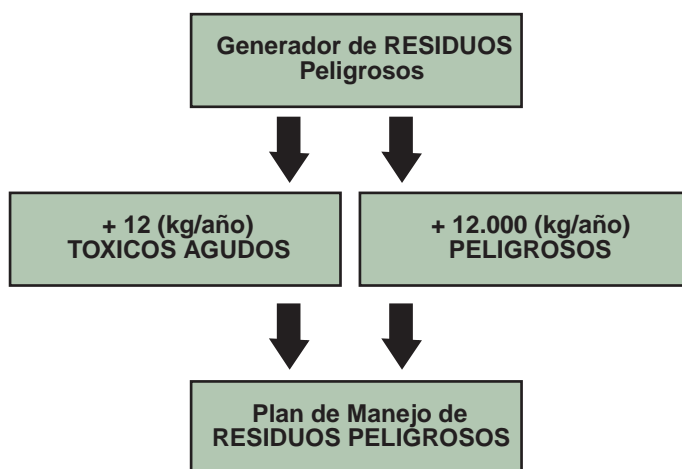 Generador de RESIDUOS
Peligrosos
+ 12 (kg/año)
TOXICOS AGUDOS
+ 12.000 (kg/año)
PELIGROSOS
Plan de Manejo de
RESIDUOS PELIGROSOS